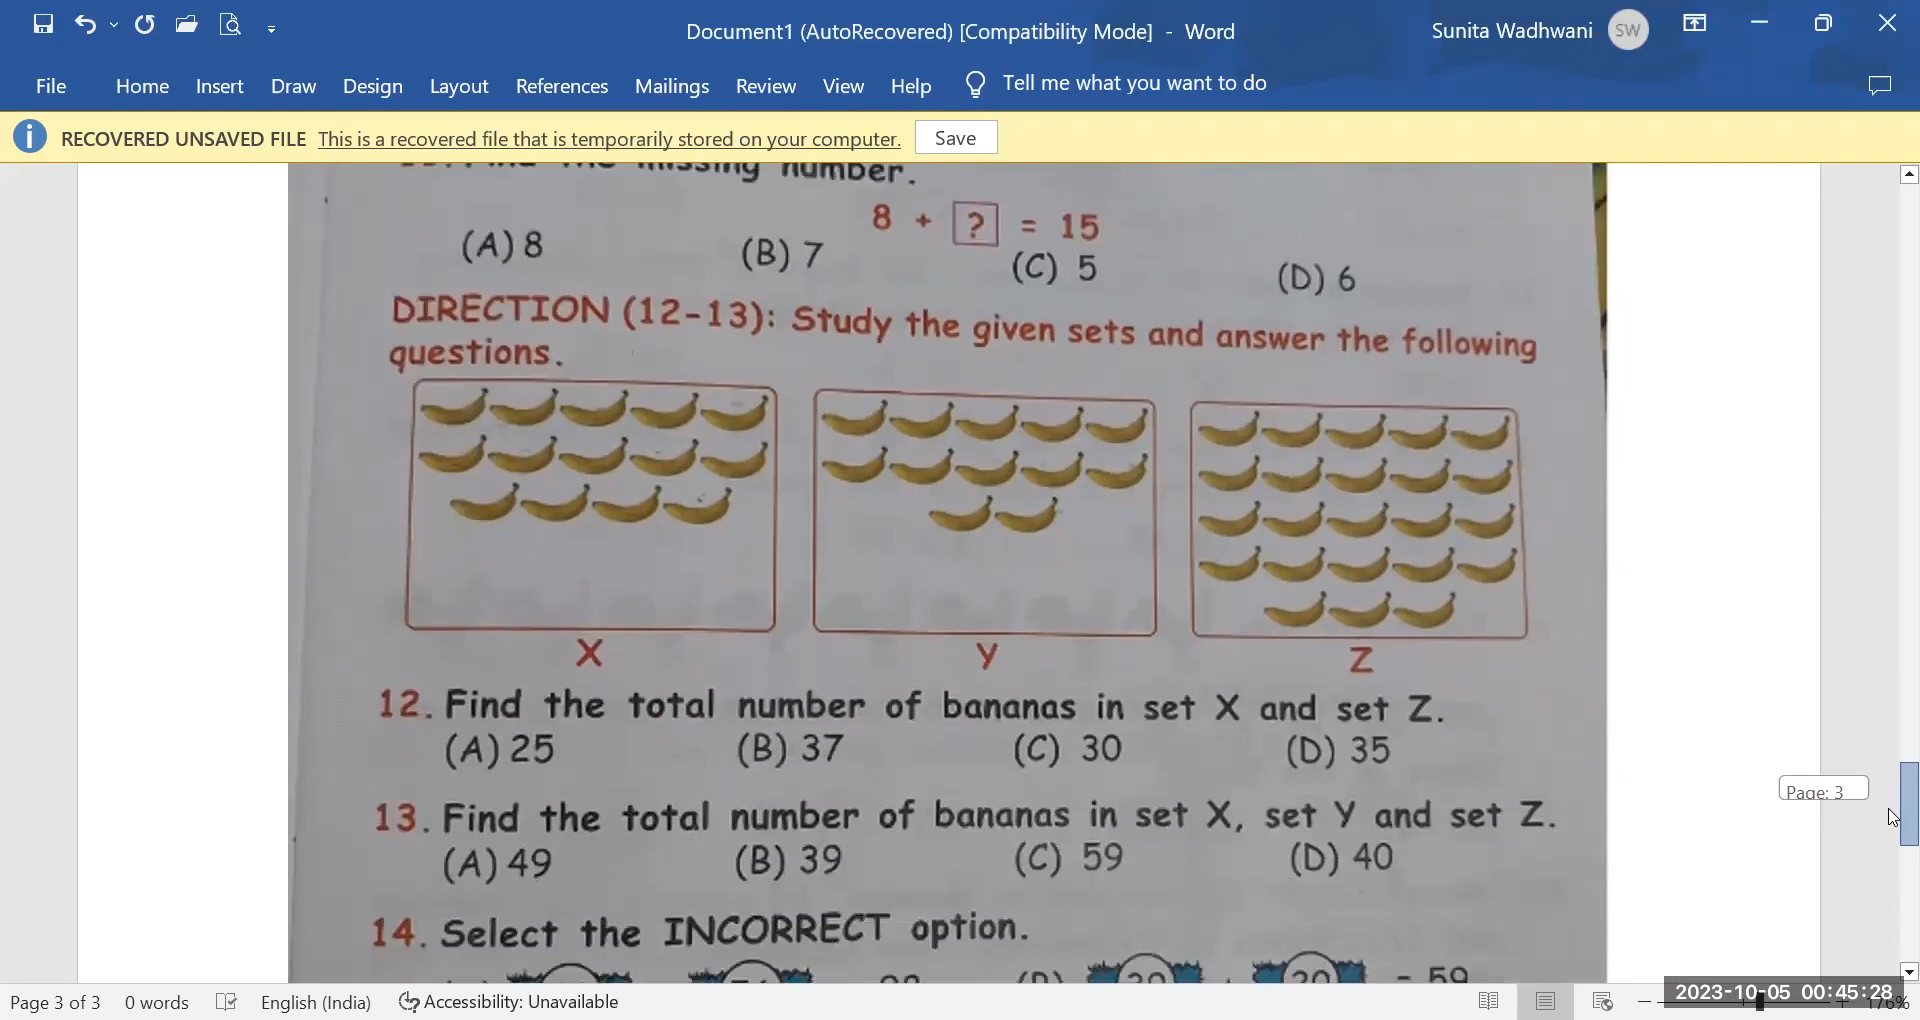 Document1 (AutoRecovered) [Compatibility Mode] - Word
Sunita Wadhwani
SW
File Home Insert Draw Design Layout References Mailings Review View Help Tell me what you want to do
RECOVERED UNSAVED FILE This is a recovered file that is temporarily stored on your computer. Save
missing number.
8 + ? = 15
(A) 8 (B) 7 (C) 5 (D) 6
DIRECTION (12-13): Study the given sets and answer the following
questions.
X Y Z
12. Find the total number of bananas in set X and set Z.
(A) 25 (B) 37 (C) 30 (D) 35
13. Find the total number of bananas in set X, set Y and set Z.
(A) 49 (B) 39 (C) 59 (D) 40
Page: 3
14. Select the INCORRECT option.
= 59
Page 3 of 3 0 words English (India) Accessibility: Unavailable
2023-10-05 00:45:28
176%